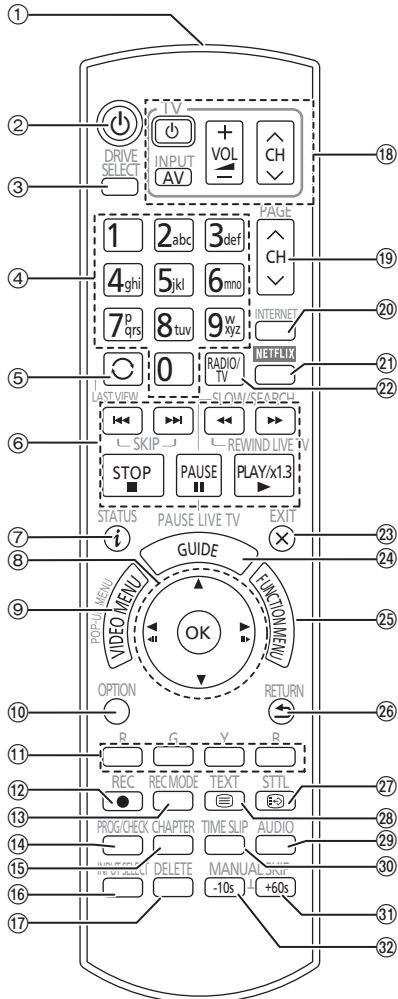 ①
②
TV
DRIVE SELECT
INPUT AV
+ VOL −
CH
⑱
③
PAGE
④
1 2abc 3def
CH
⑲
4ghi 5jkl 6mno
INTERNET
⑳
7pqrs 8tuv 9wxyz
NETFLIX
㉑
⑤
0
RADIO/TV
㉒
LAST VIEW
SLOW/SEARCH
⑥
SKIP
REWIND LIVE TV
STOP
PAUSE
PLAY/x1.3
STATUS
PAUSE LIVE TV
EXIT
⑦
i
㉓
⑧
GUIDE
㉔
⑨
POP-UP MENU
VIDEO MENU
OK
FUNCTION MENU
㉕
OPTION
RETURN
⑩
㉖
R G Y B
⑪
⑫
REC
REC MODE
TEXT
STTL
㉗
⑬
㉘
PROG/CHECK
CHAPTER
TIME SLIP
AUDIO
⑭
㉙
⑮
㉚
INPUT SELECT
DELETE
MANUAL SKIP
⑯
-10s
+60s
㉛
⑰
㉜